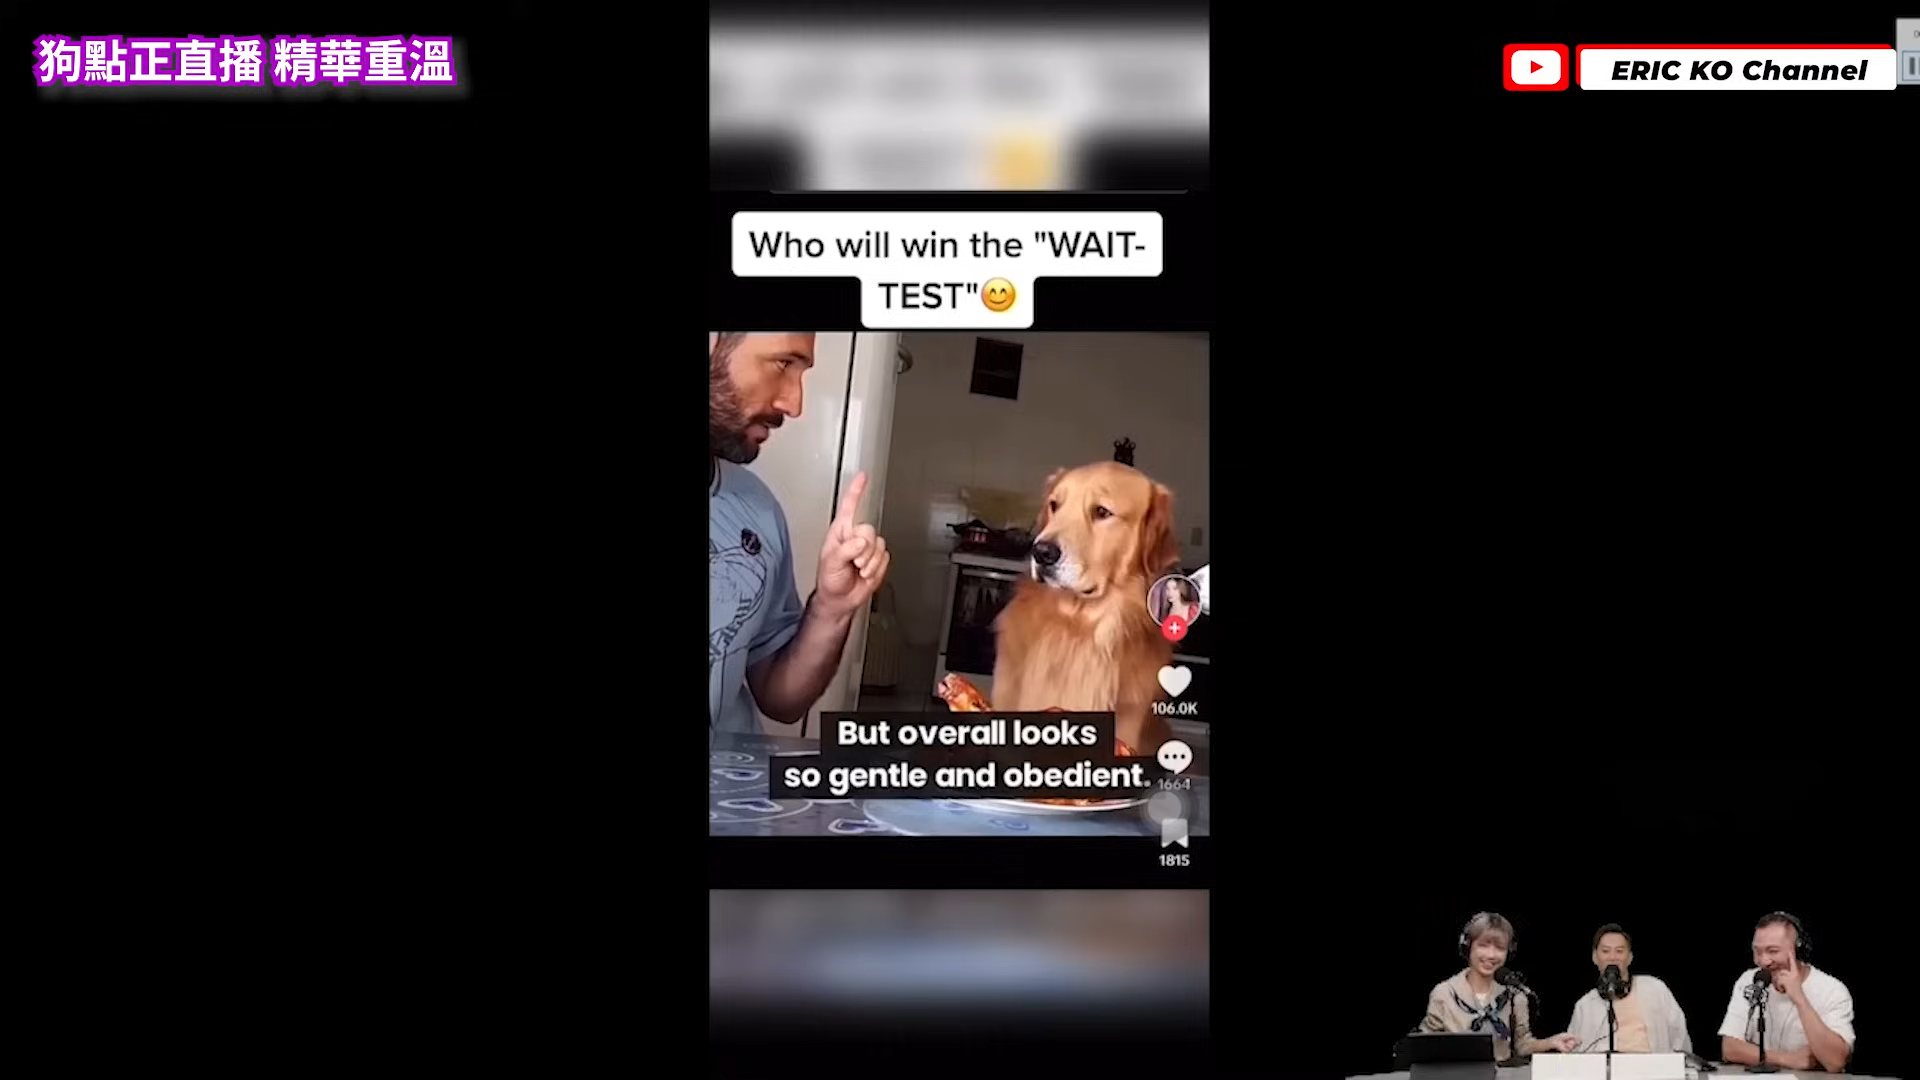 狗點正直播 精華重溫
ERIC KO Channel
Who will win the "WAIT-
TEST"😊
106.0K
But overall looks
so gentle and obedient.
1664
1815